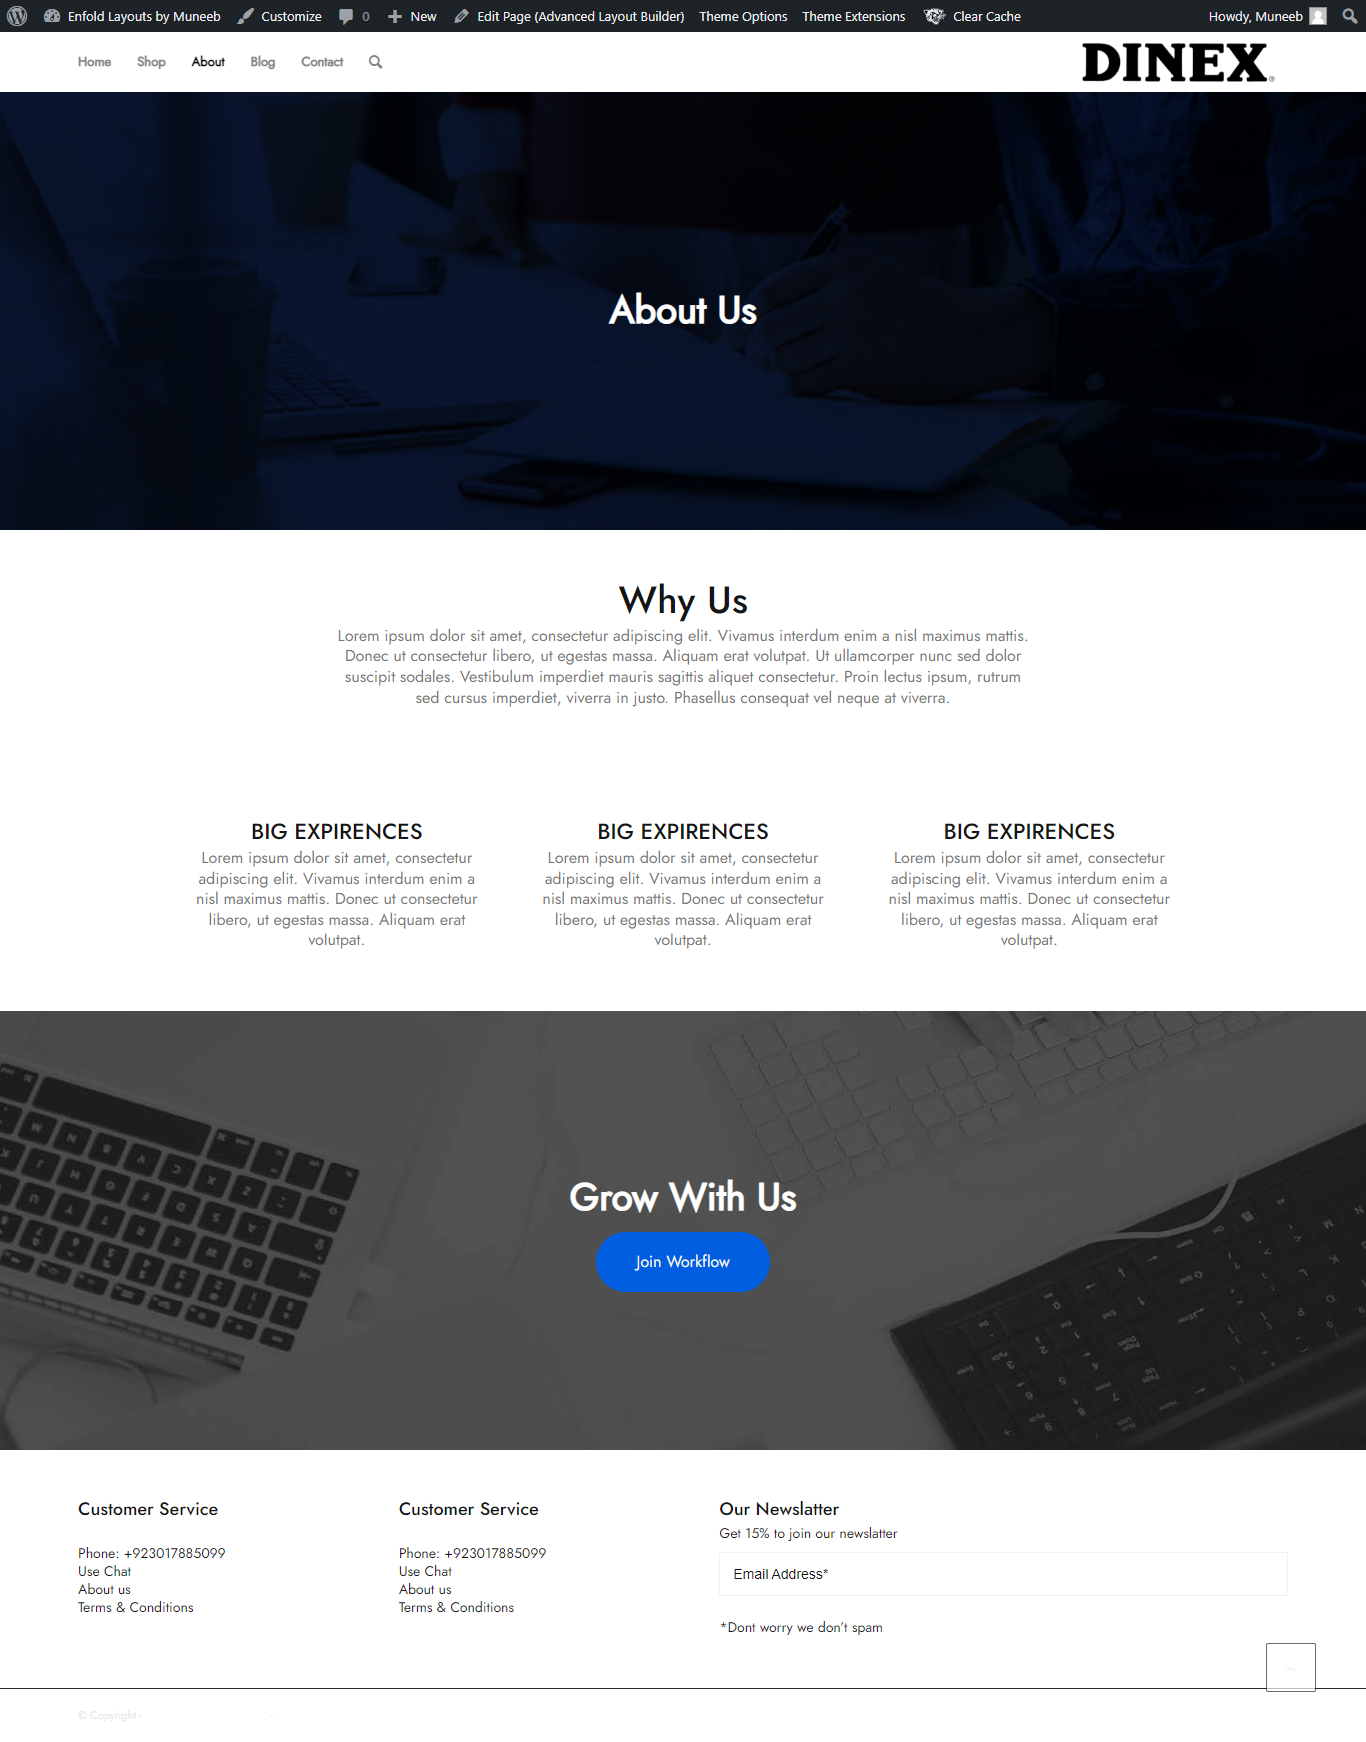 Enfold Layouts by Muneeb Customize 0 New Edit Page (Advanced Layout Builder) Theme Options Theme Extensions Clear Cache Howdy, Muneeb
Home Shop About Blog Contact DINEX®
About Us
Why Us
Lorem ipsum dolor sit amet, consectetur adipiscing elit. Vivamus interdum enim a nisl maximus mattis.
Donec ut consectetur libero, ut egestas massa. Aliquam erat volutpat. Ut ullamcorper nunc sed dolor
suscipit sodales. Vestibulum imperdiet mauris sagittis aliquet consectetur. Proin lectus ipsum, rutrum
sed cursus imperdiet, viverra in justo. Phasellus consequat vel neque at viverra.
BIG EXPIRENCES
Lorem ipsum dolor sit amet, consectetur
adipiscing elit. Vivamus interdum enim a
nisl maximus mattis. Donec ut consectetur
libero, ut egestas massa. Aliquam erat
volutpat.
BIG EXPIRENCES
Lorem ipsum dolor sit amet, consectetur
adipiscing elit. Vivamus interdum enim a
nisl maximus mattis. Donec ut consectetur
libero, ut egestas massa. Aliquam erat
volutpat.
BIG EXPIRENCES
Lorem ipsum dolor sit amet, consectetur
adipiscing elit. Vivamus interdum enim a
nisl maximus mattis. Donec ut consectetur
libero, ut egestas massa. Aliquam erat
volutpat.
Grow With Us
Join Workflow
Customer Service
Phone: +923017885099
Use Chat
About us
Terms & Conditions
Customer Service
Phone: +923017885099
Use Chat
About us
Terms & Conditions
Our Newslatter
Get 15% to join our newslatter
Email Address*
*Dont worry we don't spam
© Copyright - -